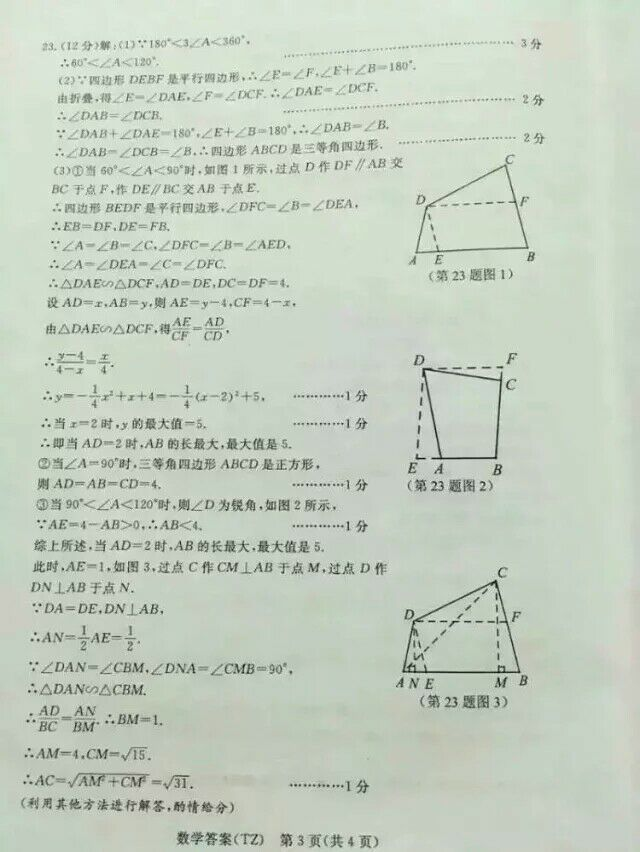 23.(12分)解:(1)∵180°<3∠A<360°,
∴60°<∠A<120°. …………3分
(2)∵四边形DEBF是平行四边形,∴∠E=∠F,∠E+∠B=180°.
由折叠,得∠E=∠DAE,∠F=∠DCF.∴∠DAE=∠DCF.
∴∠DAB=∠DCB. …………2分
∵∠DAB+∠DAE=180°,∠E+∠B=180°,∴∠DAB=∠B.
∴∠DAB=∠DCB=∠B,∴四边形ABCD是三等角四边形. …………2分
(3)①当60°<∠A<90°时,如图1所示,过点D作DF∥AB交
BC于点F,作DE∥BC交AB于点E.
∴四边形BEDF是平行四边形,∠DFC=∠B=∠DEA,
∴EB=DF,DE=FB.
∵∠A=∠B=∠C,∠DFC=∠B=∠AED,
∴∠A=∠DEA=∠C=∠DFC.
∴△DAE∽△DCF,AD=DE,DC=DF=4.
设AD=x,AB=y,则AE=y-4,CF=4-x,
由△DAE∽△DCF,得AE/CF=AD/CD,
∴(y-4)/(4-x)=x/4.
∴y=-1/4x²+x+4=-1/4(x-2)²+5, …………1分
∴当x=2时,y的最大值=5. …………1分
∴即当AD=2时,AB的长最大,最大值是5.
②当∠A=90°时,三等角四边形ABCD是正方形,
则AD=AB=CD=4. …………1分
③当90°<∠A<120°时,则∠D为锐角,如图2所示,
∵AE=4-AB>0,∴AB<4. …………1分
综上所述,当AD=2时,AB的长最大,最大值是5.
此时,AE=1,如图3,过点C作CM⊥AB于点M,过点D作
DN⊥AB于点N.
∵DA=DE,DN⊥AB,
∴AN=1/2AE=1/2.
∵∠DAN=∠CBM,∠DNA=∠CMB=90°,
∴△DAN∽△CBM.
∴AD/BC=AN/BM.∴BM=1.
∴AM=4,CM=√15.
∴AC=√(AM²+CM²)=√31. …………1分
(利用其他方法进行解答,酌情给分)
C
D
F
A
E
B
(第23题图1)
D
F
C
E
A
B
(第23题图2)
C
D
F
A
N
E
M
B
(第23题图3)
数学答案(TZ) 第3页(共4页)